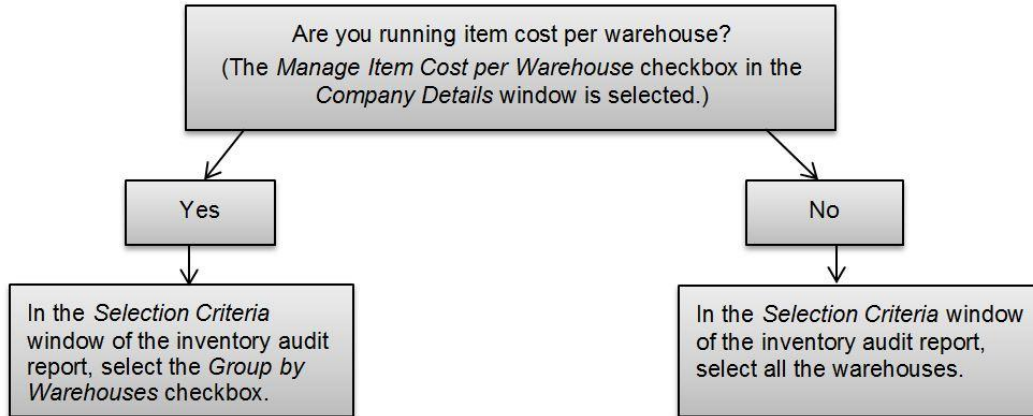 Are you running item cost per warehouse?
(The Manage Item Cost per Warehouse checkbox in the
Company Details window is selected.)
Yes
No
In the Selection Criteria
window of the inventory audit
report, select the Group by
Warehouses checkbox.
In the Selection Criteria window
of the inventory audit report,
select all the warehouses.